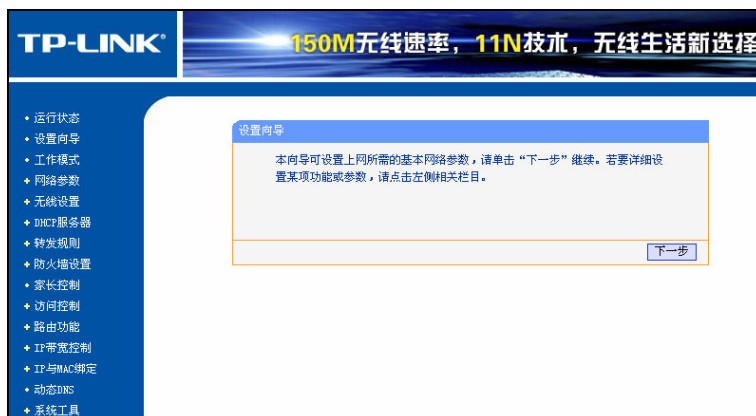 TP-LINK®
150M无线速率，11N技术，无线生活新选择
运行状态
设置向导
工作模式
网络参数
无线设置
DHCP服务器
转发规则
防火墙设置
家长控制
访问控制
路由功能
IP带宽控制
IP与MAC绑定
动态DNS
系统工具
设置向导
本向导可设置上网所需的基本网络参数，请单击“下一步”继续。若要详细设
置某项功能或参数，请点击左侧相关栏目。
下一步